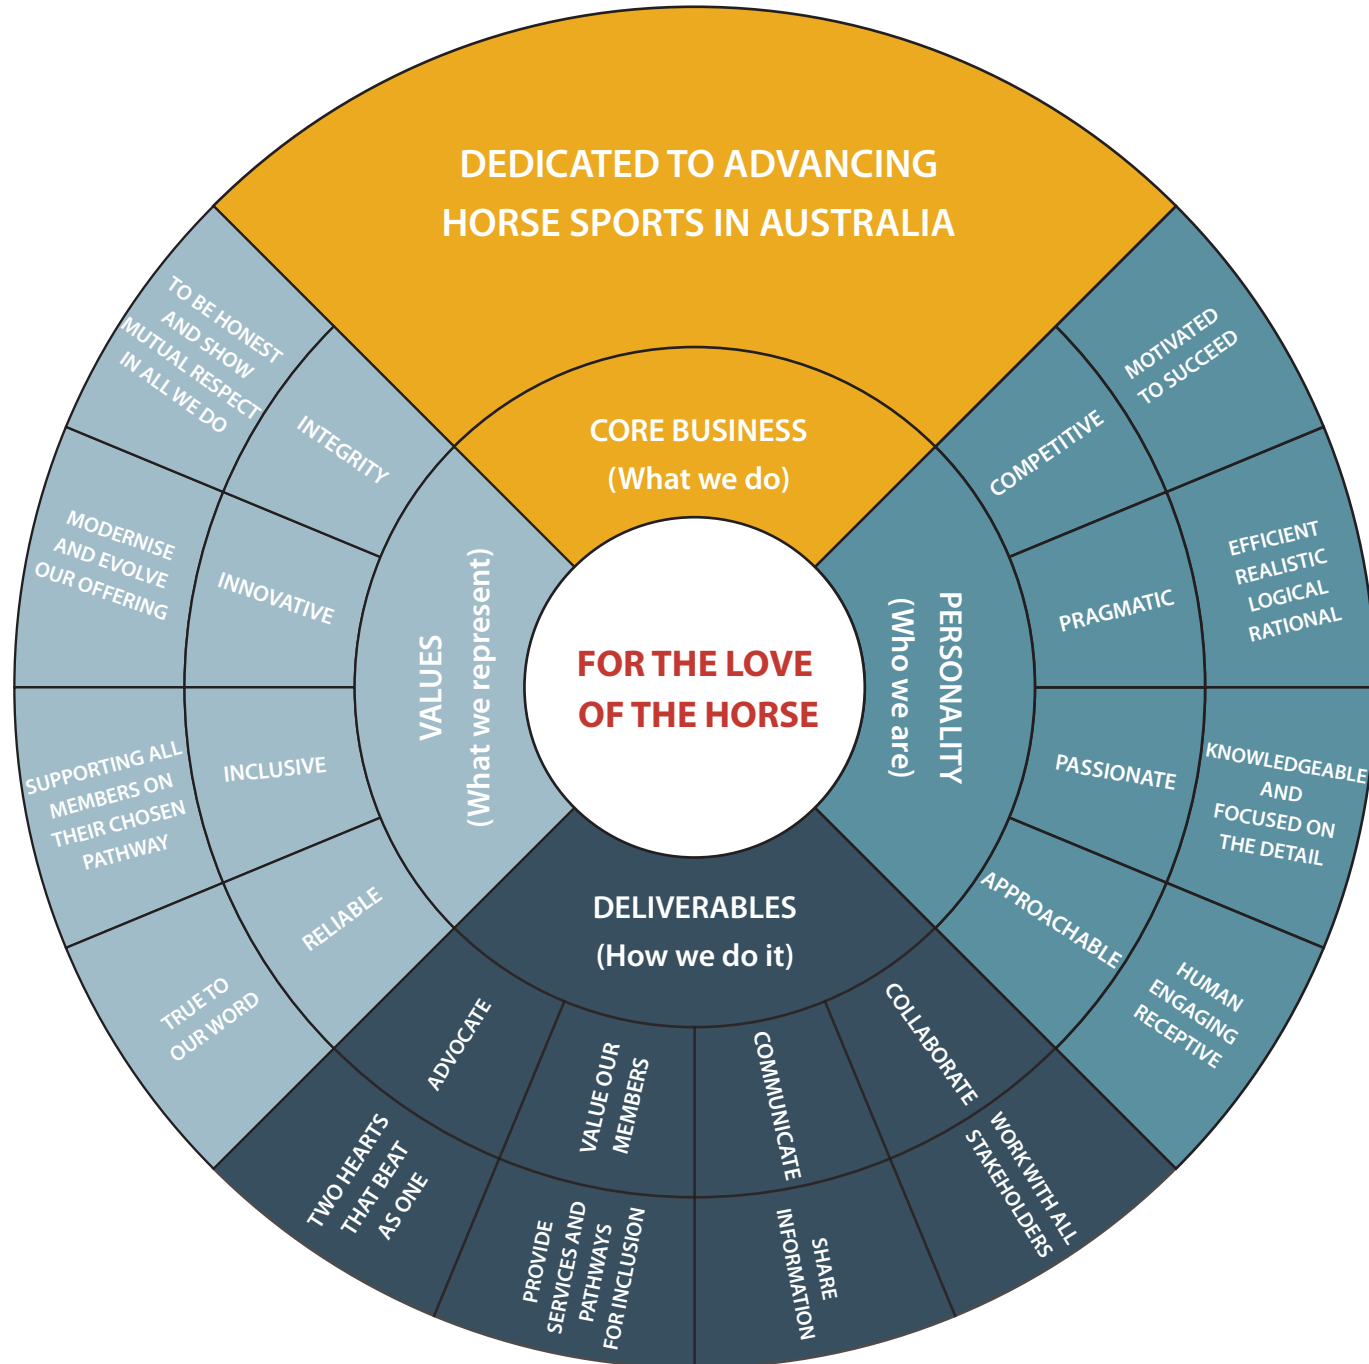 DEDICATED TO ADVANCING
HORSE SPORTS IN AUSTRALIA
CORE BUSINESS
(What we do)
FOR THE LOVE
OF THE HORSE
PERSONALITY
(Who we are)
COMPETITIVE
MOTIVATED
TO SUCCEED
PRAGMATIC
EFFICIENT
REALISTIC
LOGICAL
RATIONAL
PASSIONATE
KNOWLEDGEABLE
AND
FOCUSED ON
THE DETAIL
APPROACHABLE
HUMAN
ENGAGING
RECEPTIVE
DELIVERABLES
(How we do it)
COLLABORATE
WORK WITH ALL
STAKEHOLDERS
COMMUNICATE
SHARE
INFORMATION
VALUE OUR
MEMBERS
PROVIDE
SERVICES AND
PATHWAYS
FOR INCLUSION
ADVOCATE
TWO HEARTS
THAT BEAT
AS ONE
VALUES
(What we represent)
RELIABLE
TRUE TO
OUR WORD
INCLUSIVE
SUPPORTING ALL
MEMBERS ON
THEIR CHOSEN
PATHWAY
INNOVATIVE
MODERNISE
AND EVOLVE
OUR OFFERING
INTEGRITY
TO BE HONEST
AND SHOW
MUTUAL RESPECT
IN ALL WE DO